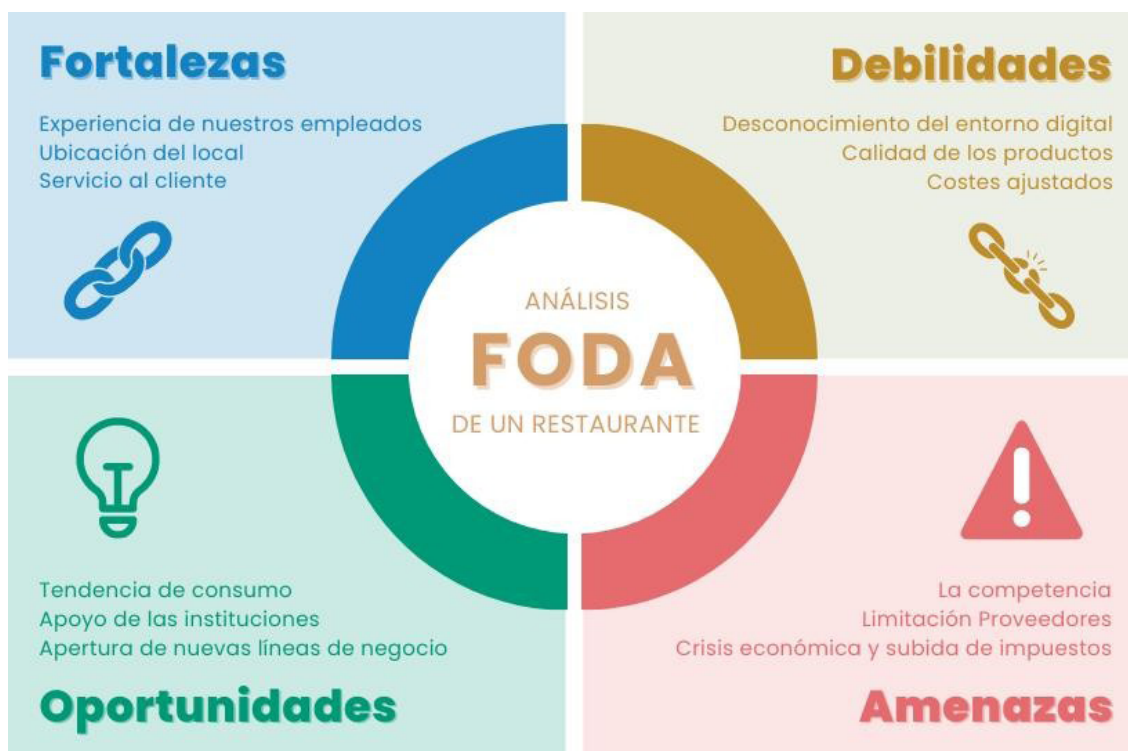 Fortalezas
Experiencia de nuestros empleados
Ubicación del local
Servicio al cliente
Debilidades
Desconocimiento del entorno digital
Calidad de los productos
Costes ajustados
ANÁLISIS
FODA
DE UN RESTAURANTE
Tendencia de consumo
Apoyo de las instituciones
Apertura de nuevas líneas de negocio
Oportunidades
La competencia
Limitación Proveedores
Crisis económica y subida de impuestos
Amenazas